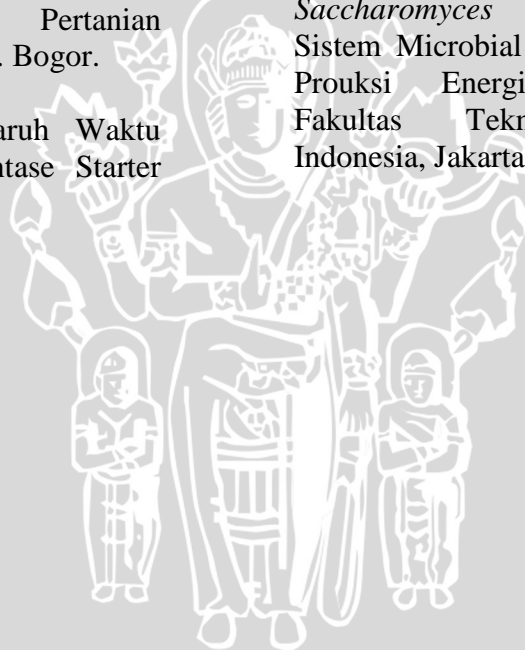 Pertanian
. Bogor.
aruh Waktu
ntase Starter
Saccharomyces
Sistem Microbial
Prouksi Energi
Fakultas Tekn
Indonesia, Jakarta